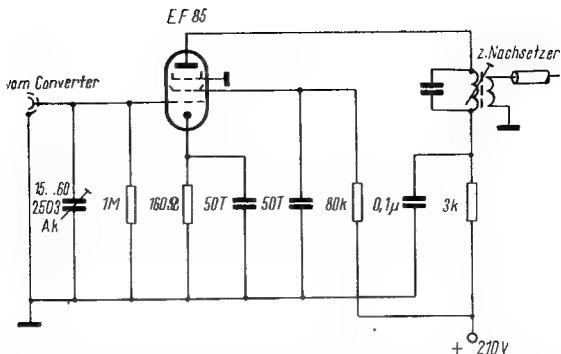 EF 85
vom Converter
z. Nachsetzer
15..60
2503
Ak
1M
160Ω
50T
50T
80k
0,1µ
3k
+ 210V